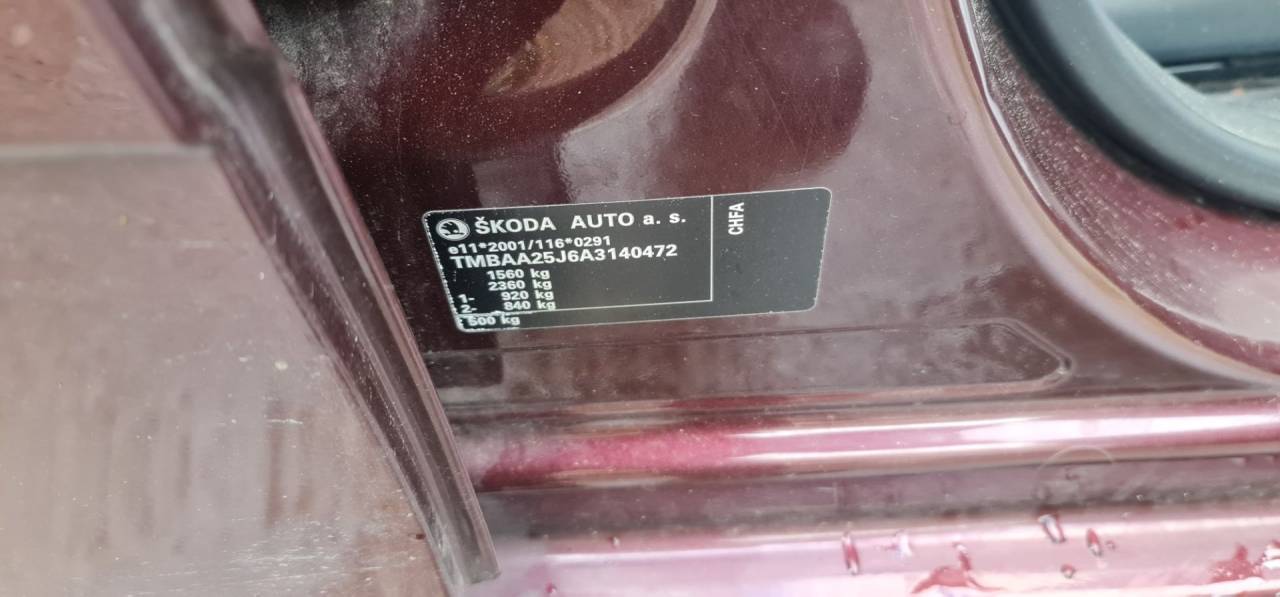 ŠKODA AUTO a. s.
e11*2001/116*0291
TMBAA25J6A3140472
1560 kg
2360 kg
1- 920 kg
2- 840 kg
500 kg
CHFA